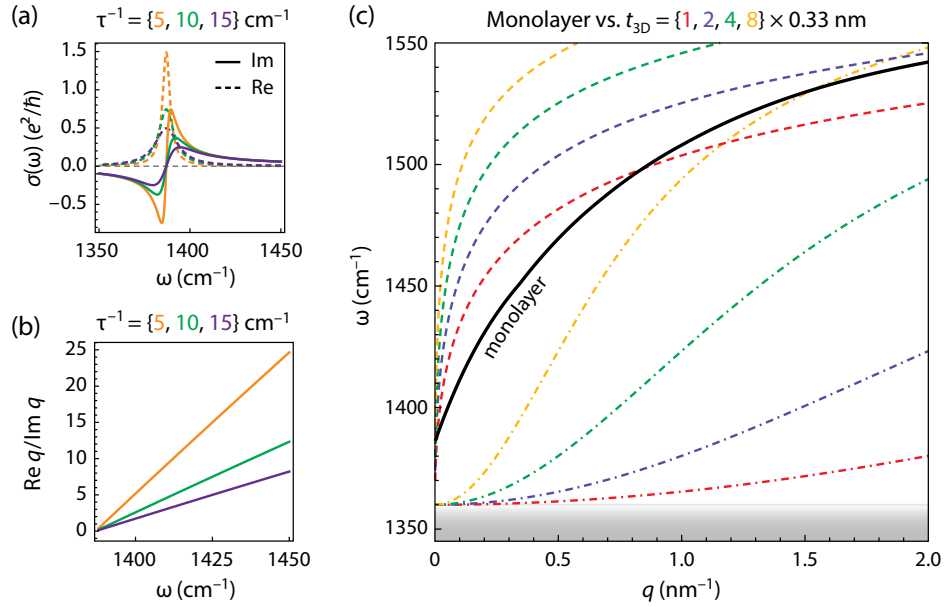 (a)
τ⁻¹ = {5, 10, 15} cm⁻¹
σ(ω) (e²/ħ)
1.5
1.0
0.5
0.0
−0.5
Im
Re
1350
1400
1450
ω (cm⁻¹)
(b)
τ⁻¹ = {5, 10, 15} cm⁻¹
Re q/Im q
25
20
15
10
5
0
1400
1425
1450
ω (cm⁻¹)
(c)
Monolayer vs. t₃D = {1, 2, 4, 8} × 0.33 nm
ω (cm⁻¹)
1550
1500
1450
1400
1350
monolayer
0
0.5
1.0
1.5
2.0
q (nm⁻¹)